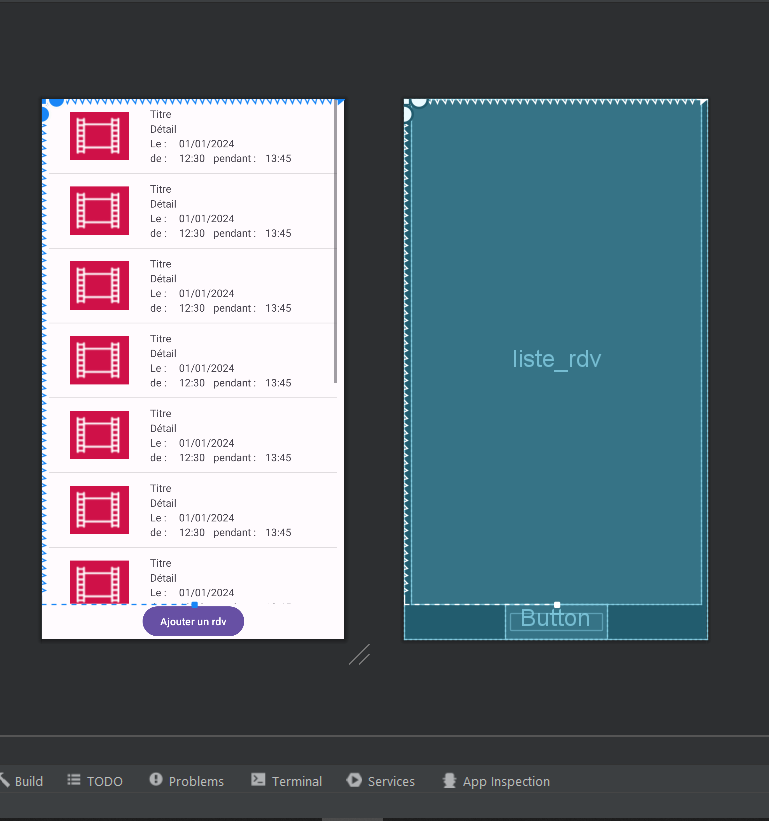 Titre
Détail
Le : 01/01/2024
de : 12:30 pendant : 13:45
Titre
Détail
Le : 01/01/2024
de : 12:30 pendant : 13:45
Titre
Détail
Le : 01/01/2024
de : 12:30 pendant : 13:45
Titre
Détail
Le : 01/01/2024
de : 12:30 pendant : 13:45
Titre
Détail
Le : 01/01/2024
de : 12:30 pendant : 13:45
Titre
Détail
Le : 01/01/2024
de : 12:30 pendant : 13:45
Titre
Détail
Le : 01/01/2024
Ajouter un rdv
liste_rdv
Button
Build TODO Problems Terminal Services App Inspection